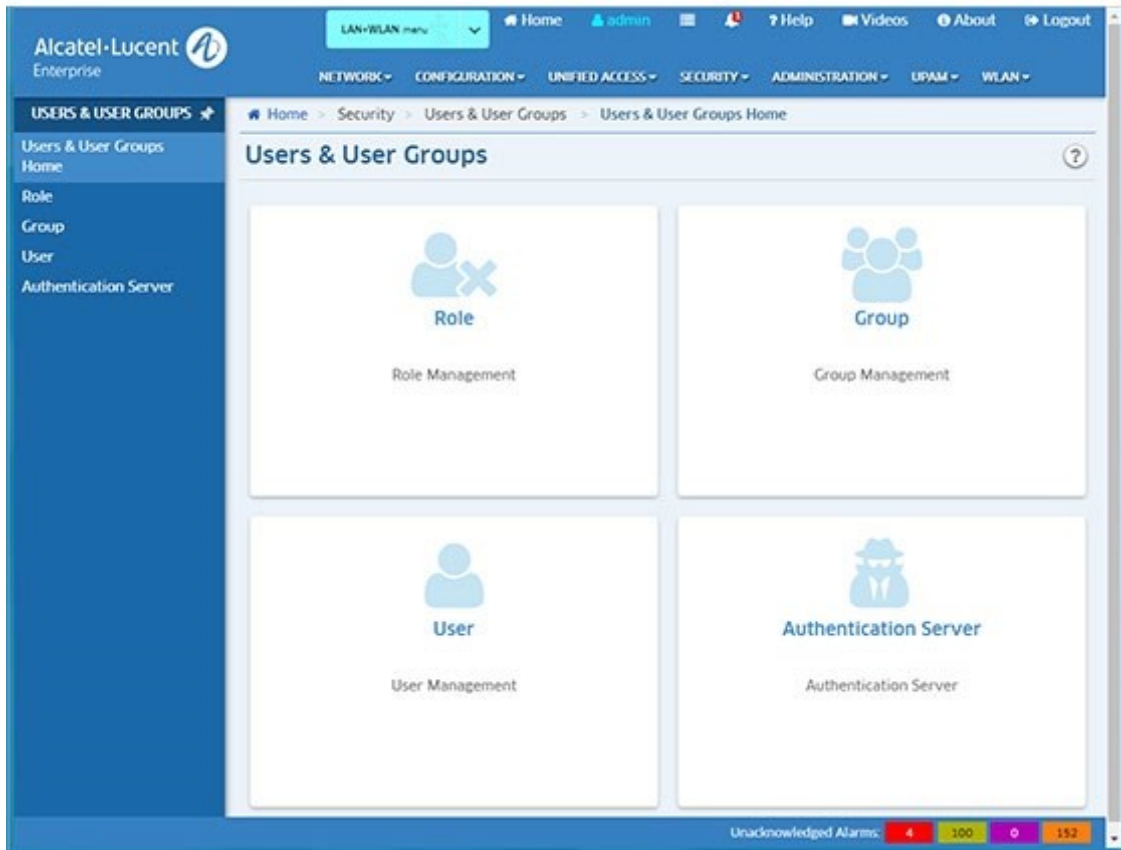 Alcatel·Lucent
Enterprise
LAN+WLAN menu
Home admin 1 ? Help Videos About Logout
NETWORK CONFIGURATION UNIFIED ACCESS SECURITY ADMINISTRATION UPAM WLAN
USERS & USER GROUPS
Users & User Groups
Home
Role
Group
User
Authentication Server
Home > Security > Users & User Groups > Users & User Groups Home
Users & User Groups
?
Role
Role Management
Group
Group Management
User
User Management
Authentication Server
Authentication Server
Unacknowledged Alarms: 4 100 0 152